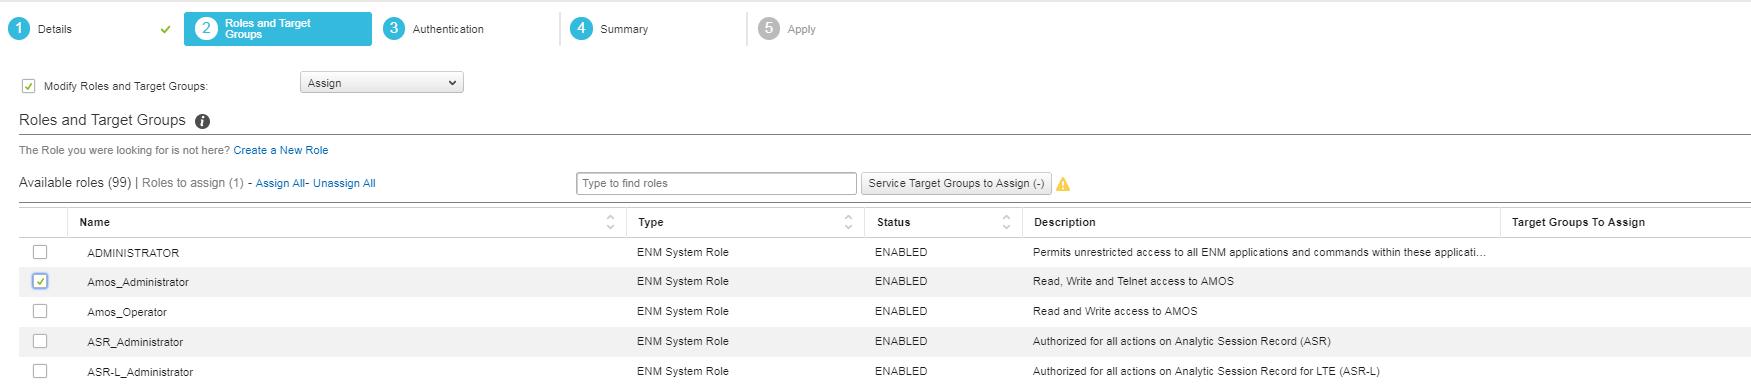 1 Details
2 Roles and Target
Groups
3 Authentication
4 Summary
5 Apply
Modify Roles and Target Groups: Assign
Roles and Target Groups i
The Role you were looking for is not here? Create a New Role
Available roles (99) | Roles to assign (1) - Assign All- Unassign All Type to find roles Service Target Groups to Assign (-)
Name Type Status Description Target Groups To Assign
ADMINISTRATOR ENM System Role ENABLED Permits unrestricted access to all ENM applications and commands within these applicati...
Amos_Administrator ENM System Role ENABLED Read, Write and Telnet access to AMOS
Amos_Operator ENM System Role ENABLED Read and Write access to AMOS
ASR_Administrator ENM System Role ENABLED Authorized for all actions on Analytic Session Record (ASR)
ASR-L_Administrator ENM System Role ENABLED Authorized for all actions on Analytic Session Record for LTE (ASR-L)